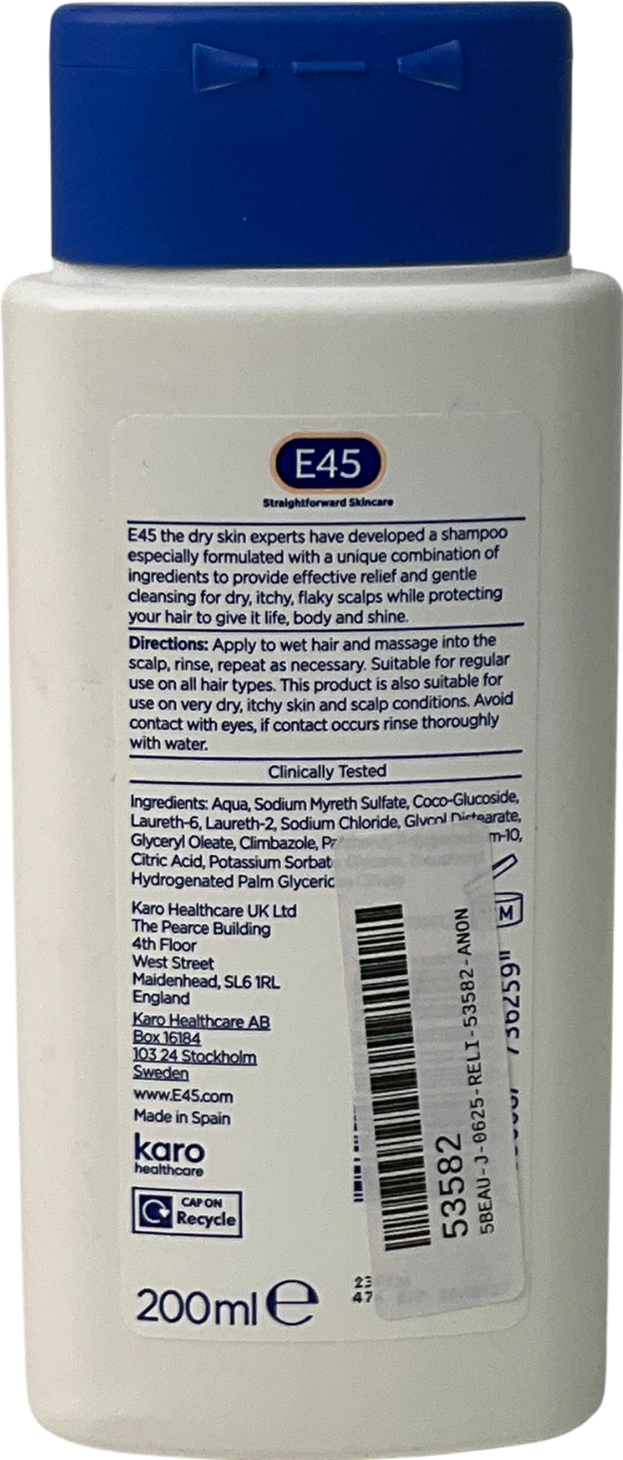 E45
Straightforward Skincare
E45 the dry skin experts have developed a shampoo
especially formulated with a unique combination of
ingredients to provide effective relief and gentle
cleansing for dry, itchy, flaky scalps while protecting
your hair to give it life, body and shine.
Directions: Apply to wet hair and massage into the
scalp, rinse, repeat as necessary. Suitable for regular
use on all hair types. This product is also suitable for
use on very dry, itchy skin and scalp conditions. Avoid
contact with eyes, if contact occurs rinse thoroughly
with water.
Clinically Tested
Ingredients: Aqua, Sodium Myreth Sulfate, Coco-Glucoside,
Laureth-6, Laureth-2, Sodium Chloride, Glycol Distearate,
Glyceryl Oleate, Climbazole,
Citric Acid, Potassium
Hydrogenated Palm
Karo Healthcare UK Ltd
The Pearce Building
4th Floor
West Street
Maidenhead, SL6 1RL
England
Karo Healthcare AB
Box 16184
103 24 Stockholm
Sweden
www.E45.com
Made in Spain
karo
healthcare
CAP ON
Recycle
200ml e
M
736259
53582
5BEAU-J-0625-RELI-53582-ANON